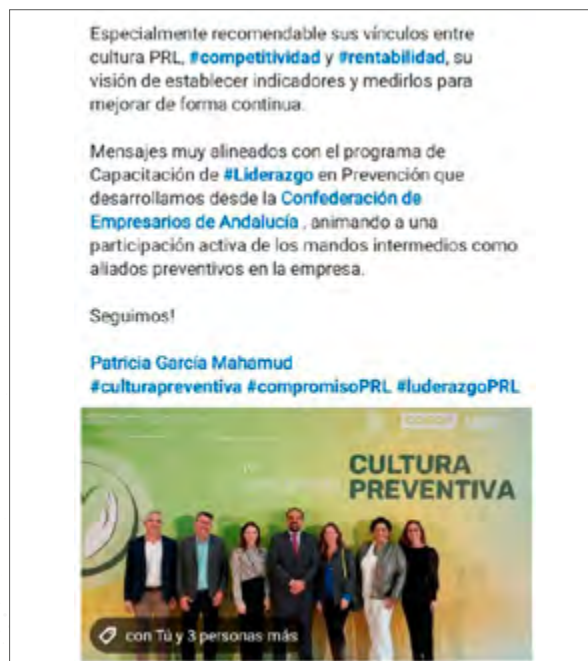 Especialmente recomendable sus vínculos entre
cultura PRL, #competitividad y #rentabilidad, su
visión de establecer indicadores y medirlos para
mejorar de forma continua.
Mensajes muy alineados con el programa de
Capacitación de #Liderazgo en Prevención que
desarrollamos desde la Confederación de
Empresarios de Andalucía , animando a una
participación activa de los mandos intermedios como
aliados preventivos en la empresa.
Seguimos!
Patricia García Mahamud
#culturapreventiva #compromisoPRL #luderazgoPRL
CULTURA
PREVENTIVA
con Tú y 3 personas más